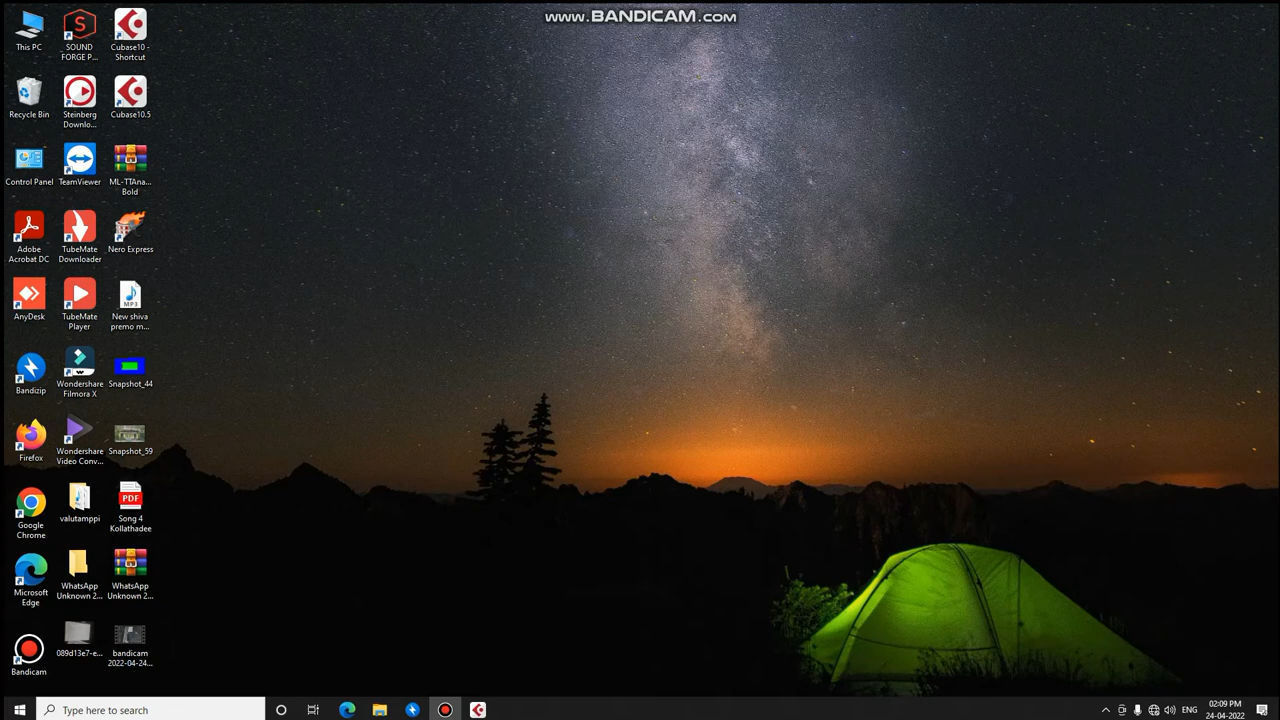 WWW.BANDICAM.COM
This PC
SOUND
FORGE P...
Cubase10 -
Shortcut
Recycle Bin
Steinberg
Downlo...
Cubase10.5
Control Panel
TeamViewer
ML-TTAna...
Bold
Adobe
Acrobat DC
TubeMate
Downloader
Nero Express
AnyDesk
TubeMate
Player
MP3
New shiva
premo m...
Bandizip
Wondershare
Filmora X
Snapshot_44
Firefox
Wondershare
Video Conv...
Snapshot_59
Google
Chrome
valutamppi
PDF
Song 4
Kollathadee
Microsoft
Edge
WhatsApp
Unknown 2...
WhatsApp
Unknown 2...
Bandicam
089d13e7-e...
bandicam
2022-04-24...
Type here to search
ENG
02:09 PM
24-04-2022